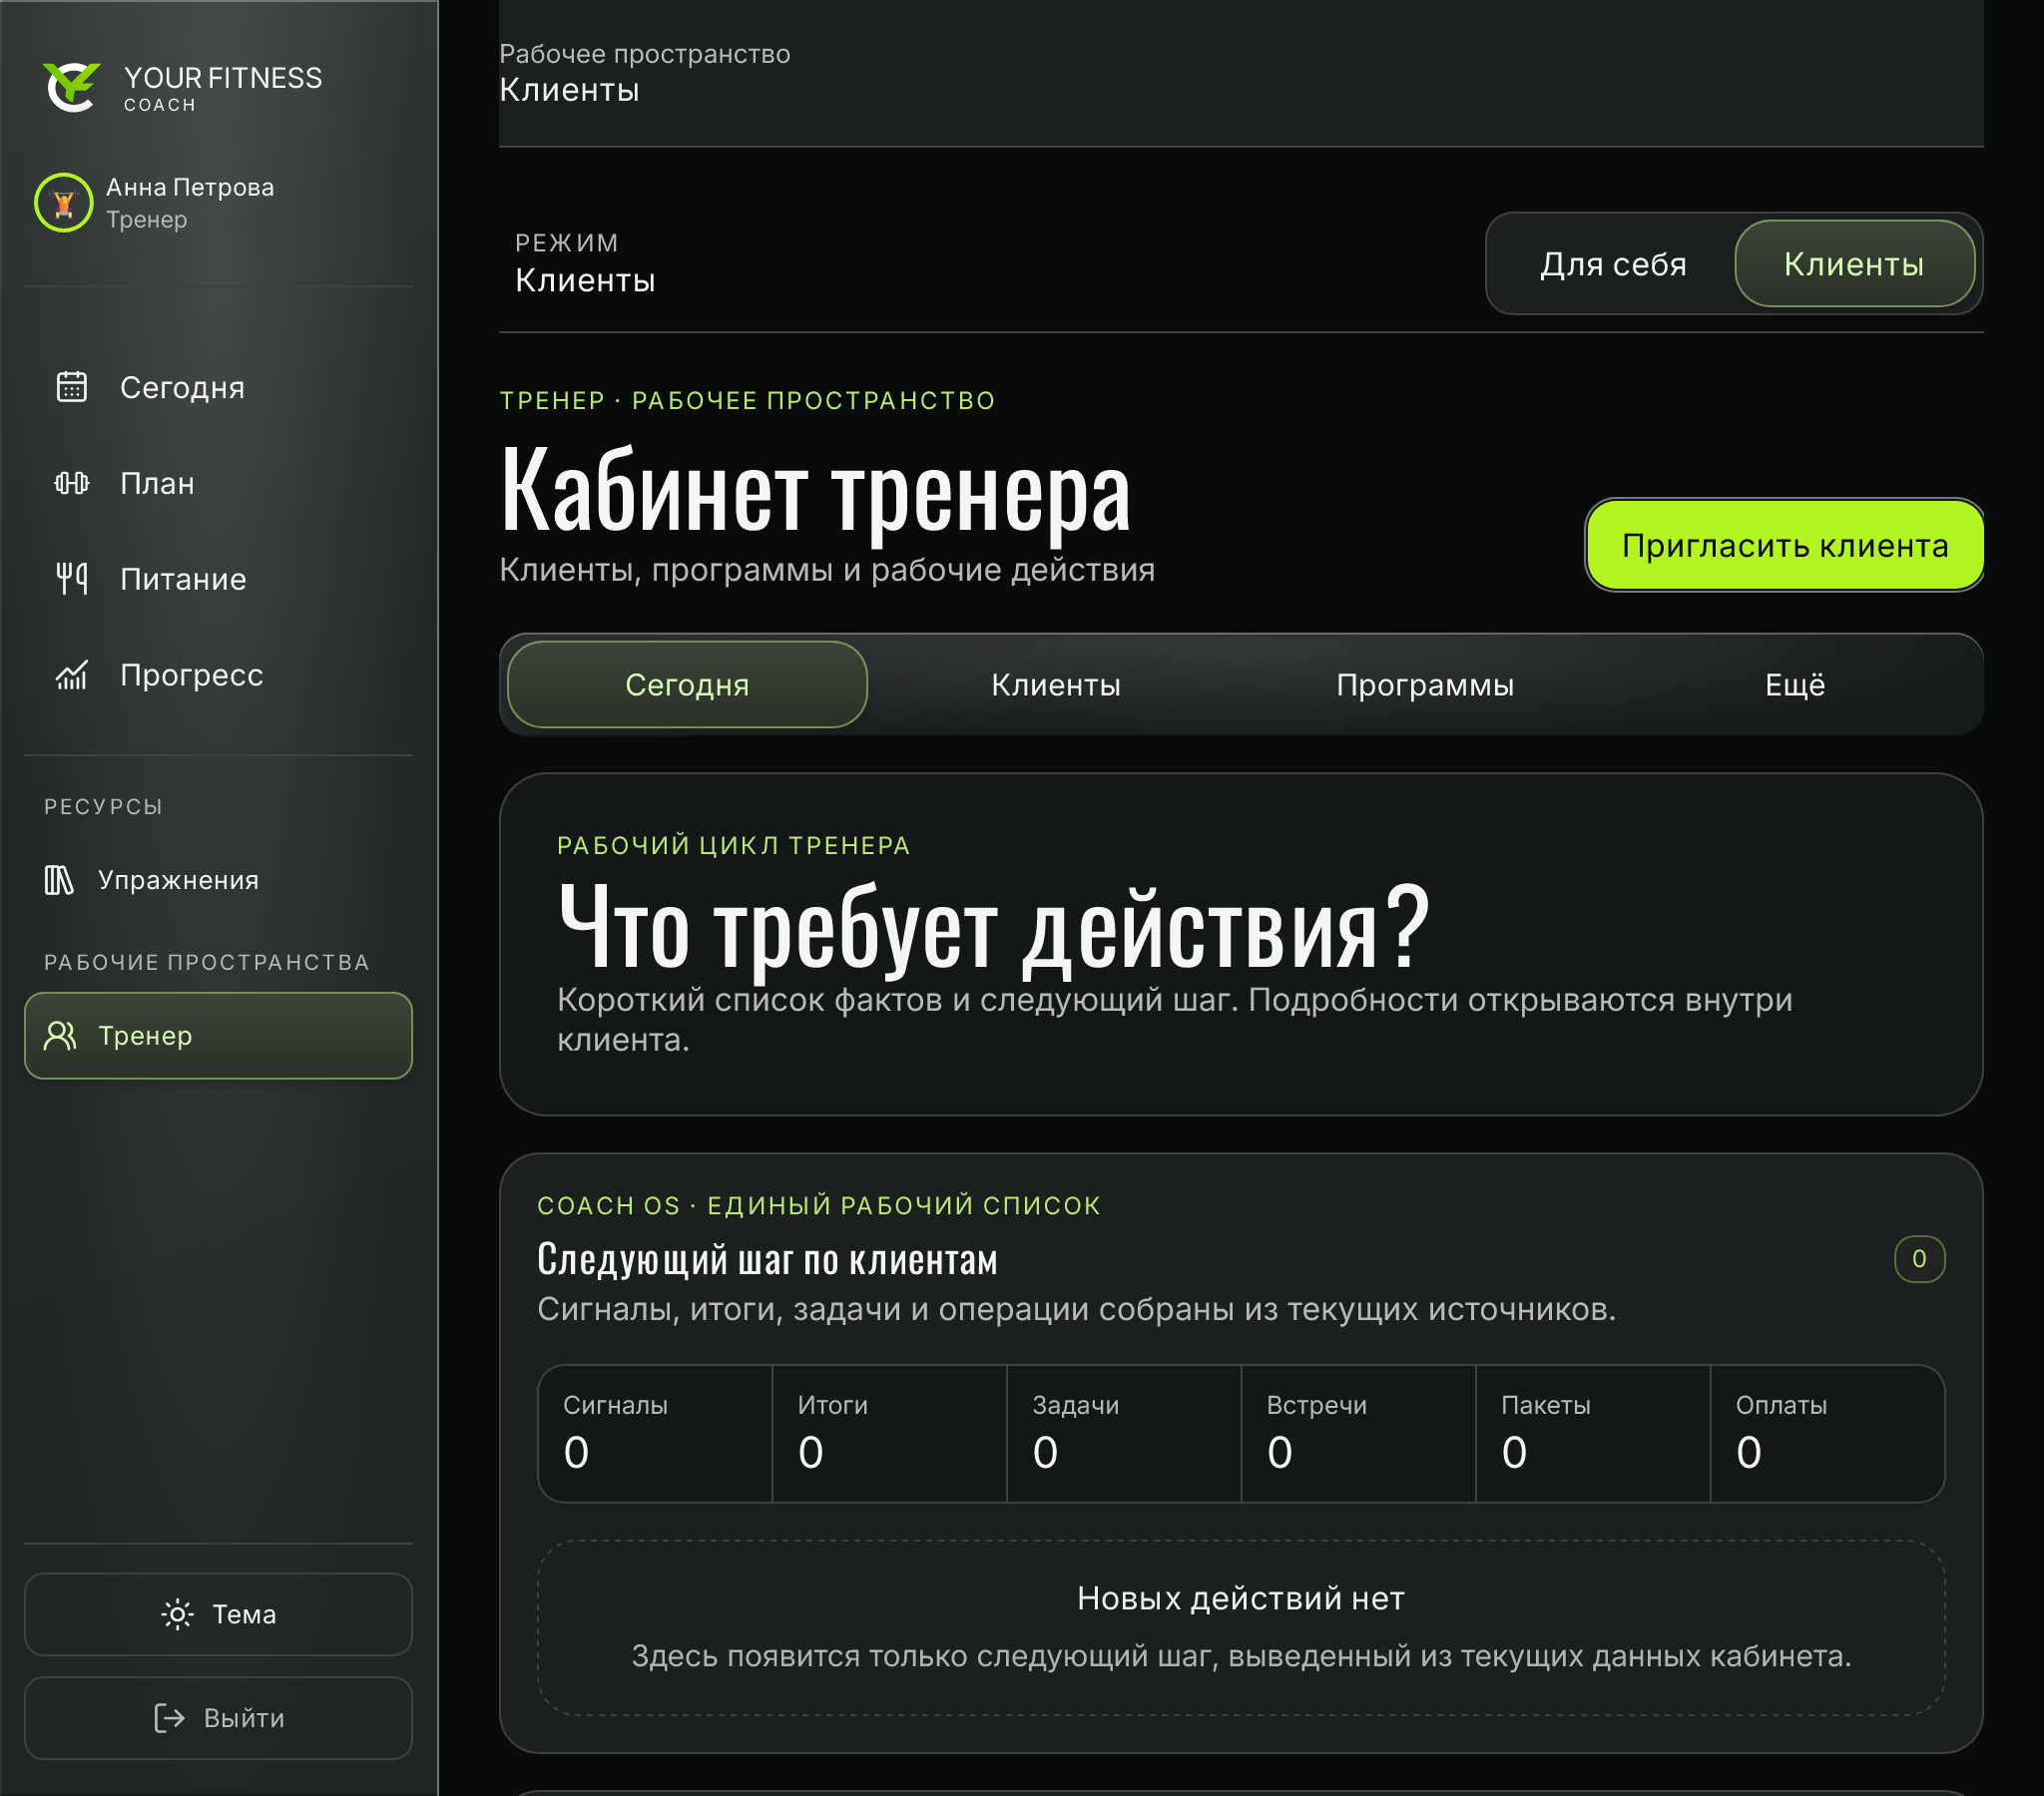 YOUR FITNESS
COACH
Анна Петрова
Тренер
Сегодня
План
Питание
Прогресс
РЕСУРСЫ
Упражнения
РАБОЧИЕ ПРОСТРАНСТВА
Тренер
Тема
Выйти
Рабочее пространство
Клиенты
РЕЖИМ
Клиенты
Для себя
Клиенты
ТРЕНЕР · РАБОЧЕЕ ПРОСТРАНСТВО
Кабинет тренера
Клиенты, программы и рабочие действия
Пригласить клиента
Сегодня
Клиенты
Программы
Ещё
РАБОЧИЙ ЦИКЛ ТРЕНЕРА
Что требует действия?
Короткий список фактов и следующий шаг. Подробности открываются внутри
клиента.
COACH OS · ЕДИНЫЙ РАБОЧИЙ СПИСОК
Следующий шаг по клиентам
0
Сигналы, итоги, задачи и операции собраны из текущих источников.
Сигналы
0
Итоги
0
Задачи
0
Встречи
0
Пакеты
0
Оплаты
0
Новых действий нет
Здесь появится только следующий шаг, выведенный из текущих данных кабинета.